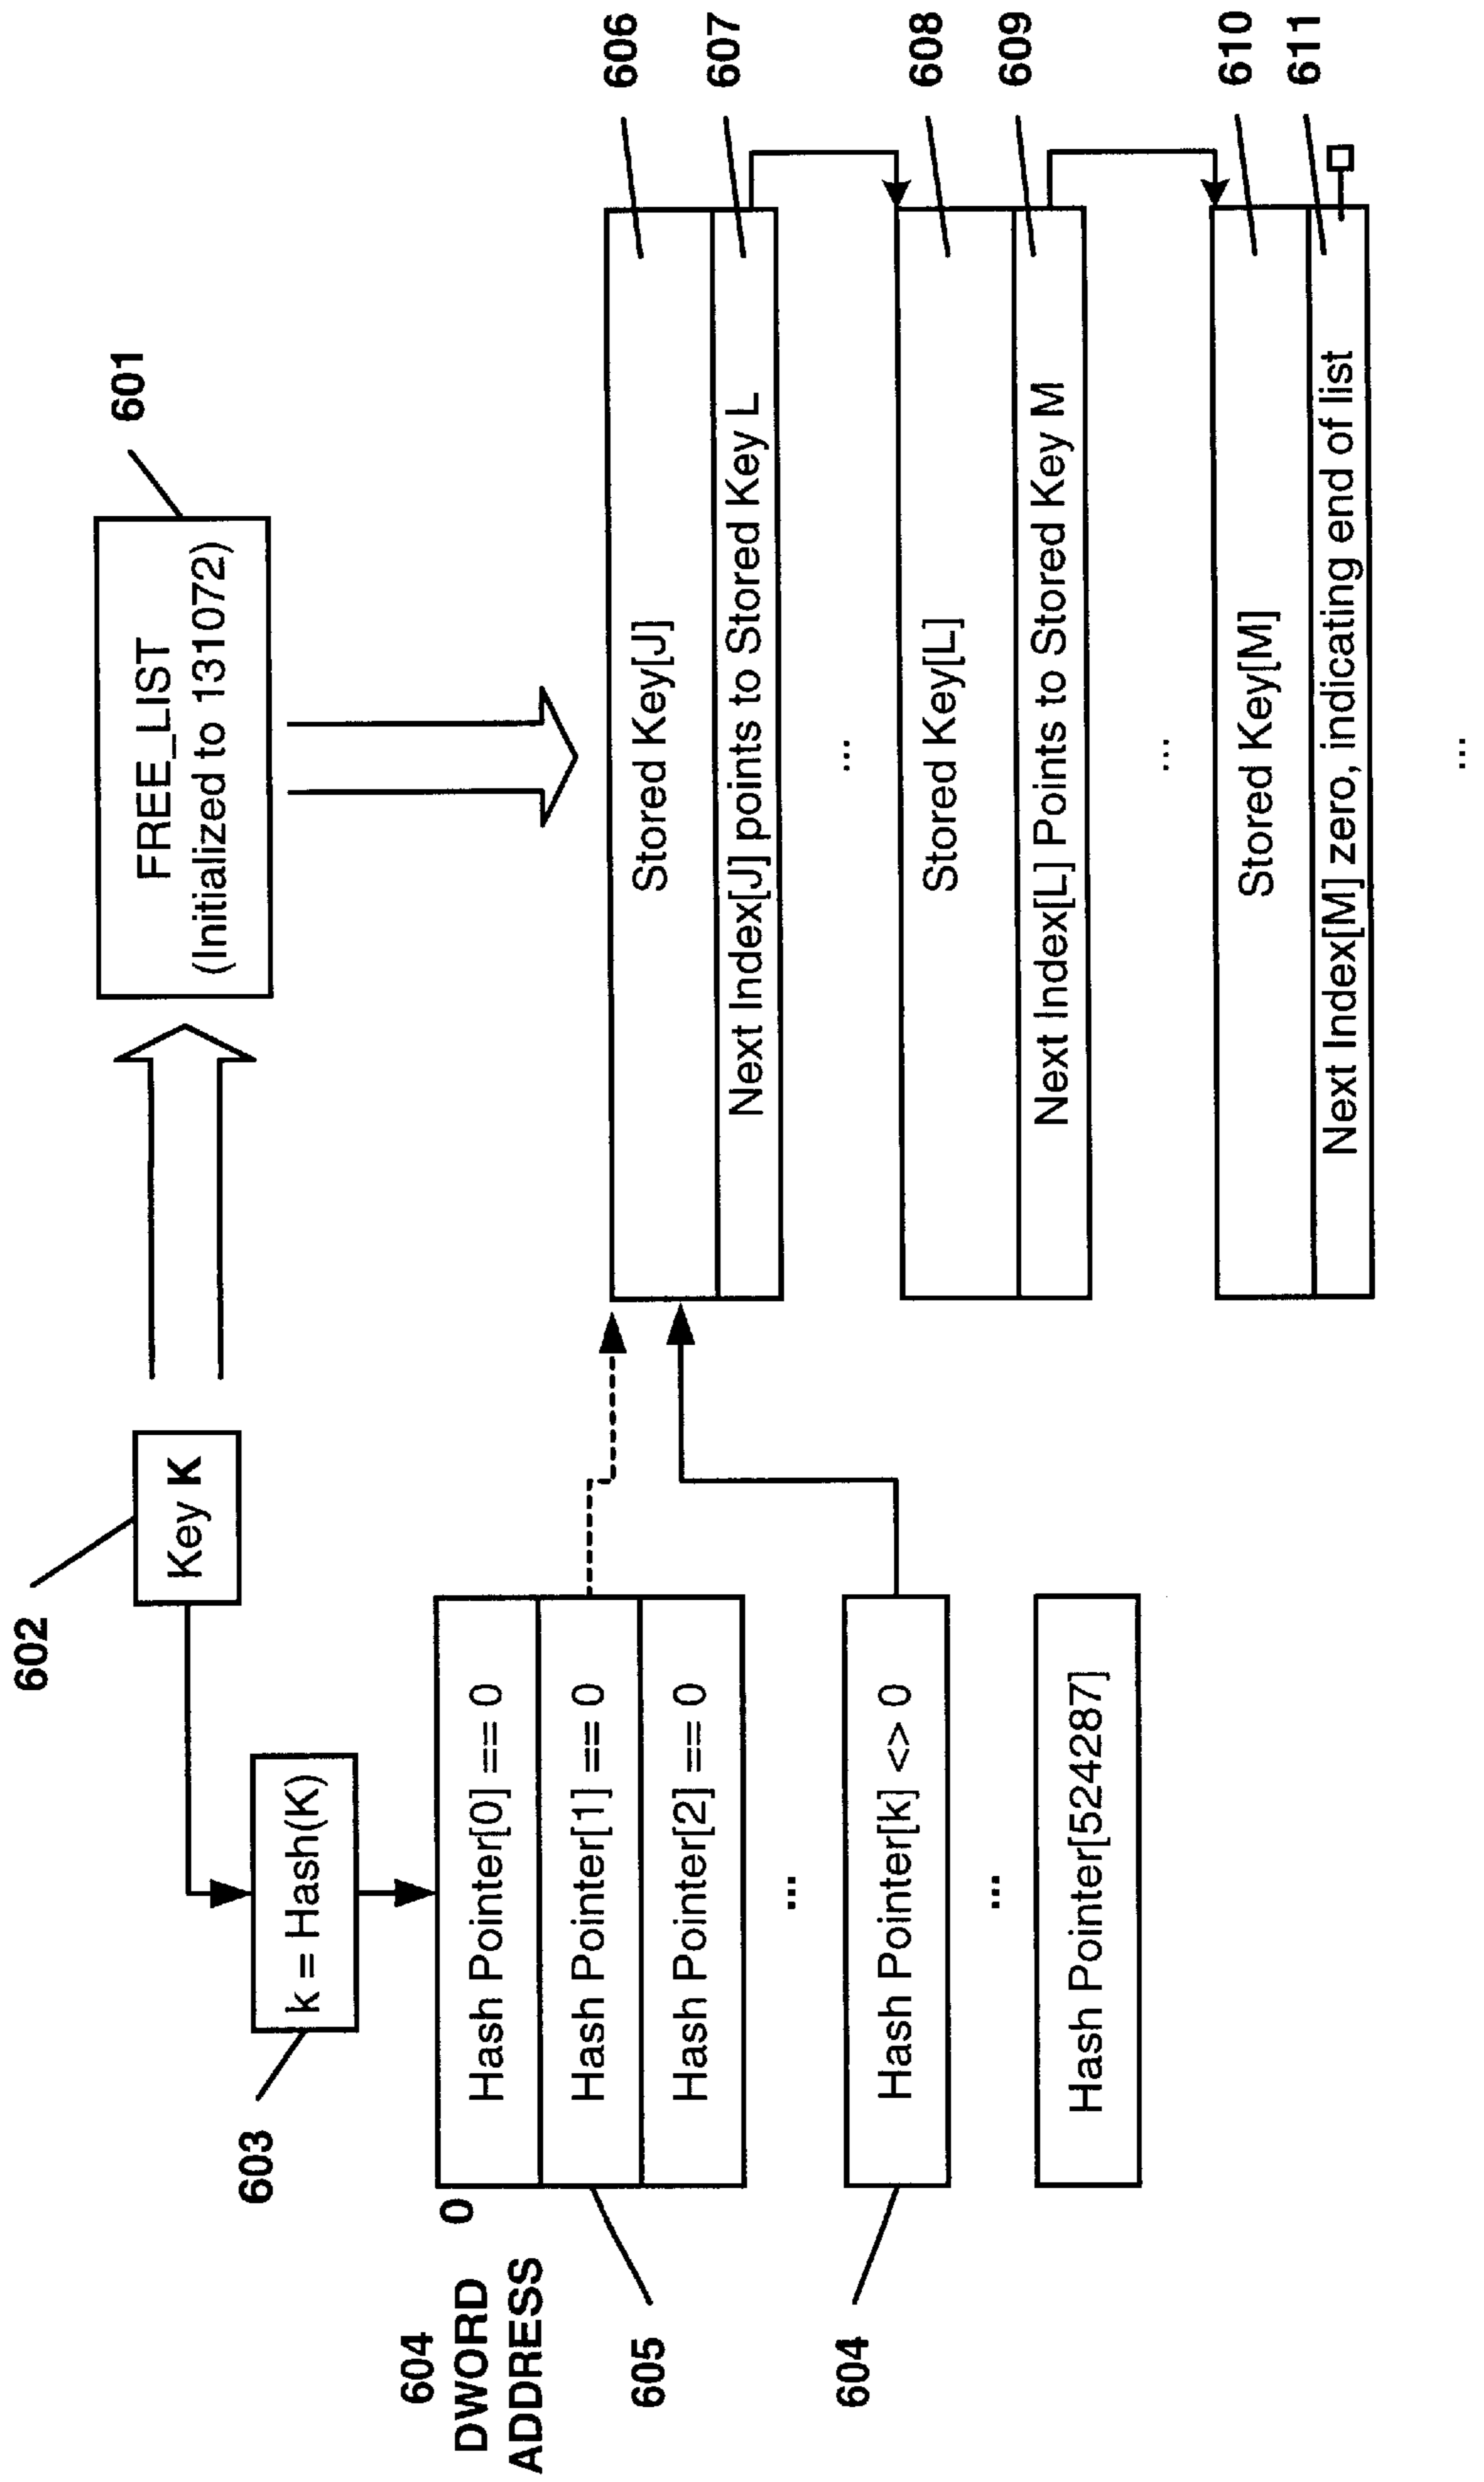 602
Key K
601
FREE_LIST
(Initialized to 131072)
603
k = Hash(K)
604
DWORD
ADDRESS
0
Hash Pointer[0] == 0
Hash Pointer[1] == 0
605
Hash Pointer[2] == 0
...
Hash Pointer[k] <> 0
604
...
Hash Pointer[524287]
Stored Key[J]
606
Next Index[J] points to Stored Key L
607
...
Stored Key[L]
608
Next Index[L] Points to Stored Key M
609
...
Stored Key[M]
610
Next Index[M] zero, indicating end of list
611
...